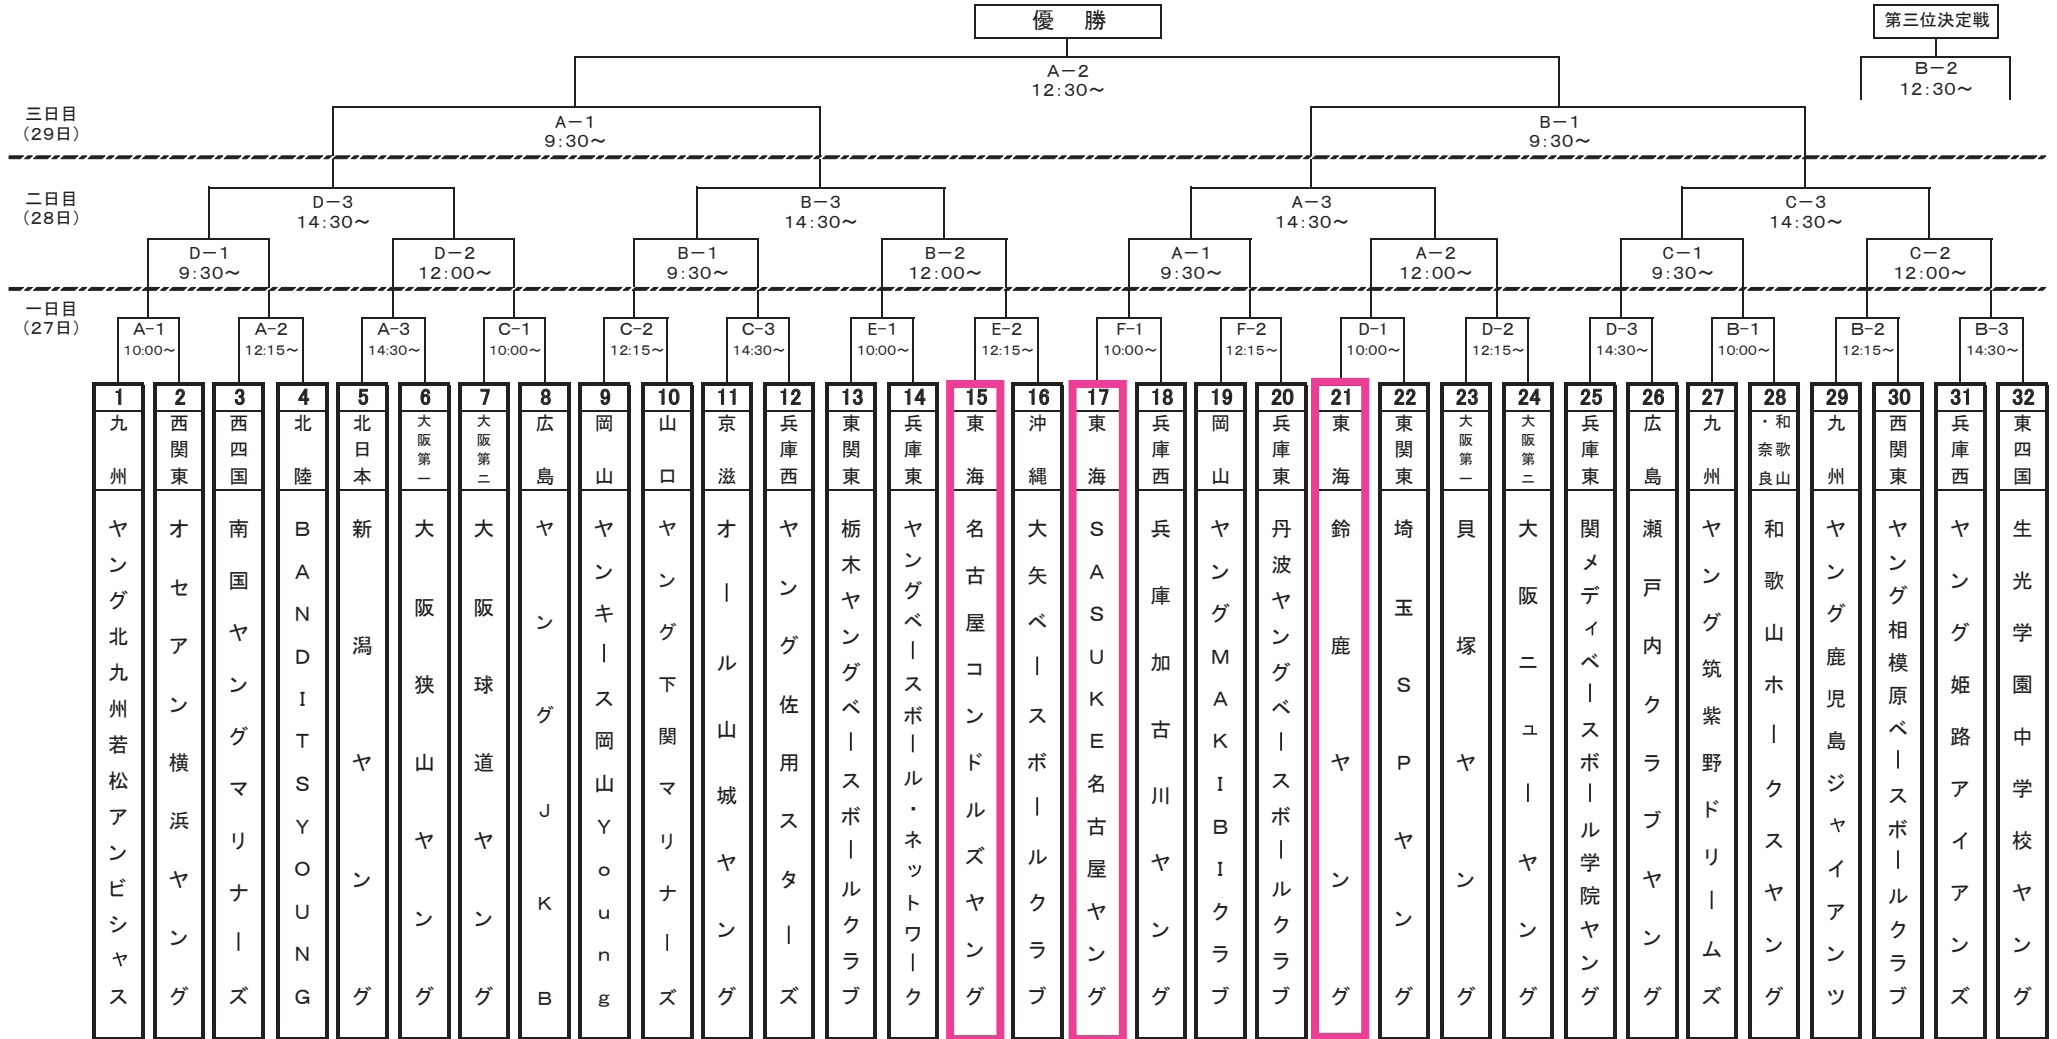 優 勝
第三位決定戦
A－2
12:30～
B－2
12:30～
三日目
（29日）
A－1
9:30～
B－1
9:30～
二日目
（28日）
D－3
14:30～
B－3
14:30～
A－3
14:30～
C－3
14:30～
D－1
9:30～
D－2
12:00～
B－1
9:30～
B－2
12:00～
A－1
9:30～
A－2
12:00～
C－1
9:30～
C－2
12:00～
一日目
（27日）
A-1
10:00～
A-2
12:15～
A-3
14:30～
C-1
10:00～
C-2
12:15～
C-3
14:30～
E-1
10:00～
E-2
12:15～
F-1
10:00～
F-2
12:15～
D-1
10:00～
D-2
12:15～
D-3
14:30～
B-1
10:00～
B-2
12:15～
B-3
14:30～
1
九州
ヤング北九州若松アンビシャス
2
西関東
オセアン横浜ヤング
3
西四国
南国ヤングマリナーズ
4
北陸
BANDITSYOUNG
5
北日本
新潟ヤング
6
大阪第一
大阪狭山ヤング
7
大阪第二
大阪球道ヤング
8
広島
ヤングJKB
9
岡山
ヤンキース岡山Young
10
山口
ヤング下関マリナーズ
11
京滋
オール山城ヤング
12
兵庫西
ヤング佐用スターズ
13
東関東
栃木ヤングベースボールクラブ
14
兵庫東
ヤングベースボール・ネットワーク
15
東海
名古屋コンドルズヤング
16
沖縄
大矢ベースボールクラブ
17
東海
SASUKE名古屋ヤング
18
兵庫西
兵庫加古川ヤング
19
岡山
ヤングMAKIBIクラブ
20
兵庫東
丹波ヤングベースボールクラブ
21
東海
鈴鹿ヤング
22
東関東
埼玉SPヤング
23
大阪第一
貝塚ヤング
24
大阪第二
大阪ニューヤング
25
兵庫東
関メディベースボール学院ヤング
26
広島
瀬戸内クラブヤング
27
九州
ヤング筑紫野ドリームズ
28
和歌山
・奈良
和歌山ホークスヤング
29
九州
ヤング鹿児島ジャイアンツ
30
西関東
ヤング相模原ベースボールクラブ
31
兵庫西
ヤング姫路アイアンズ
32
東四国
生光学園中学校ヤング